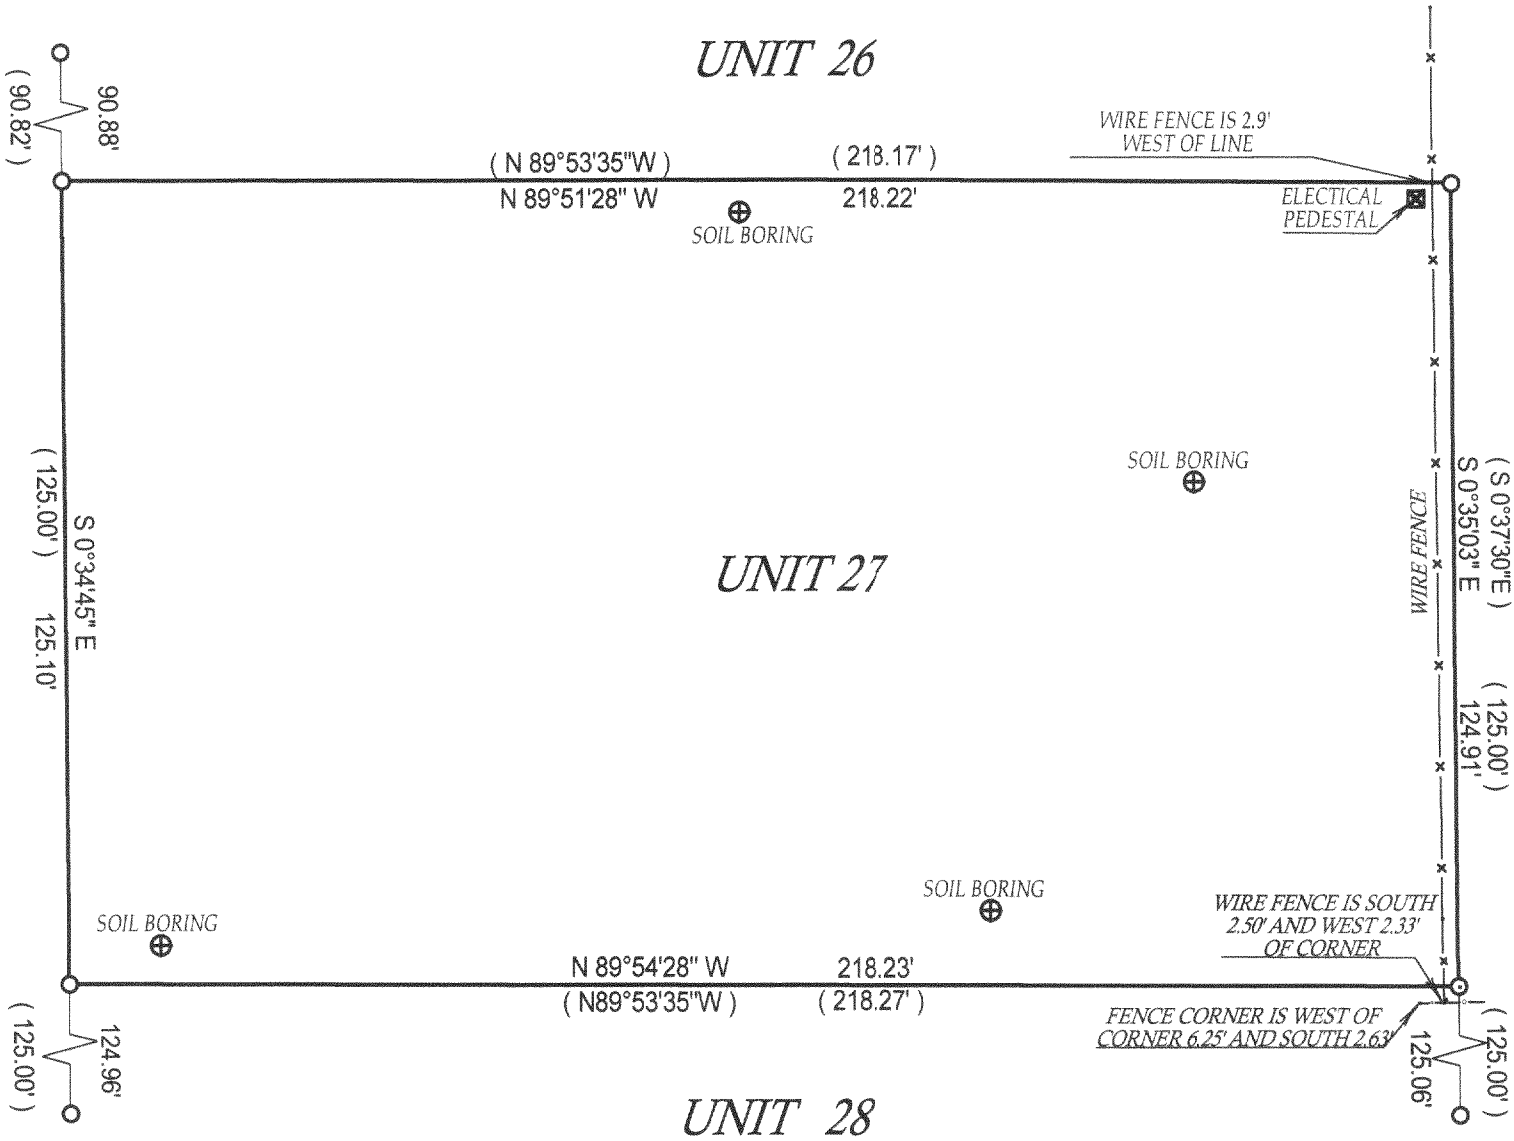 UNIT 26
90.88'
( 90.82' )
WIRE FENCE IS 2.9'
WEST OF LINE
( N 89°53'35"W )
( 218.17' )
N 89°51'28" W
218.22'
ELECTICAL
PEDESTAL
SOIL BORING
SOIL BORING
( S 0°37'30"E )
S 0°35'03" E
WIRE FENCE
( 125.00' )
S 0°34'45" E
125.10'
UNIT 27
( 125.00' )
124.91'
SOIL BORING
SOIL BORING
WIRE FENCE IS SOUTH
2.50' AND WEST 2.33'
OF CORNER
N 89°54'28" W
218.23'
( N89°53'35"W )
( 218.27' )
FENCE CORNER IS WEST OF
CORNER 6.25' AND SOUTH 2.63'
124.96'
( 125.00' )
( 125.00' )
125.06'
UNIT 28